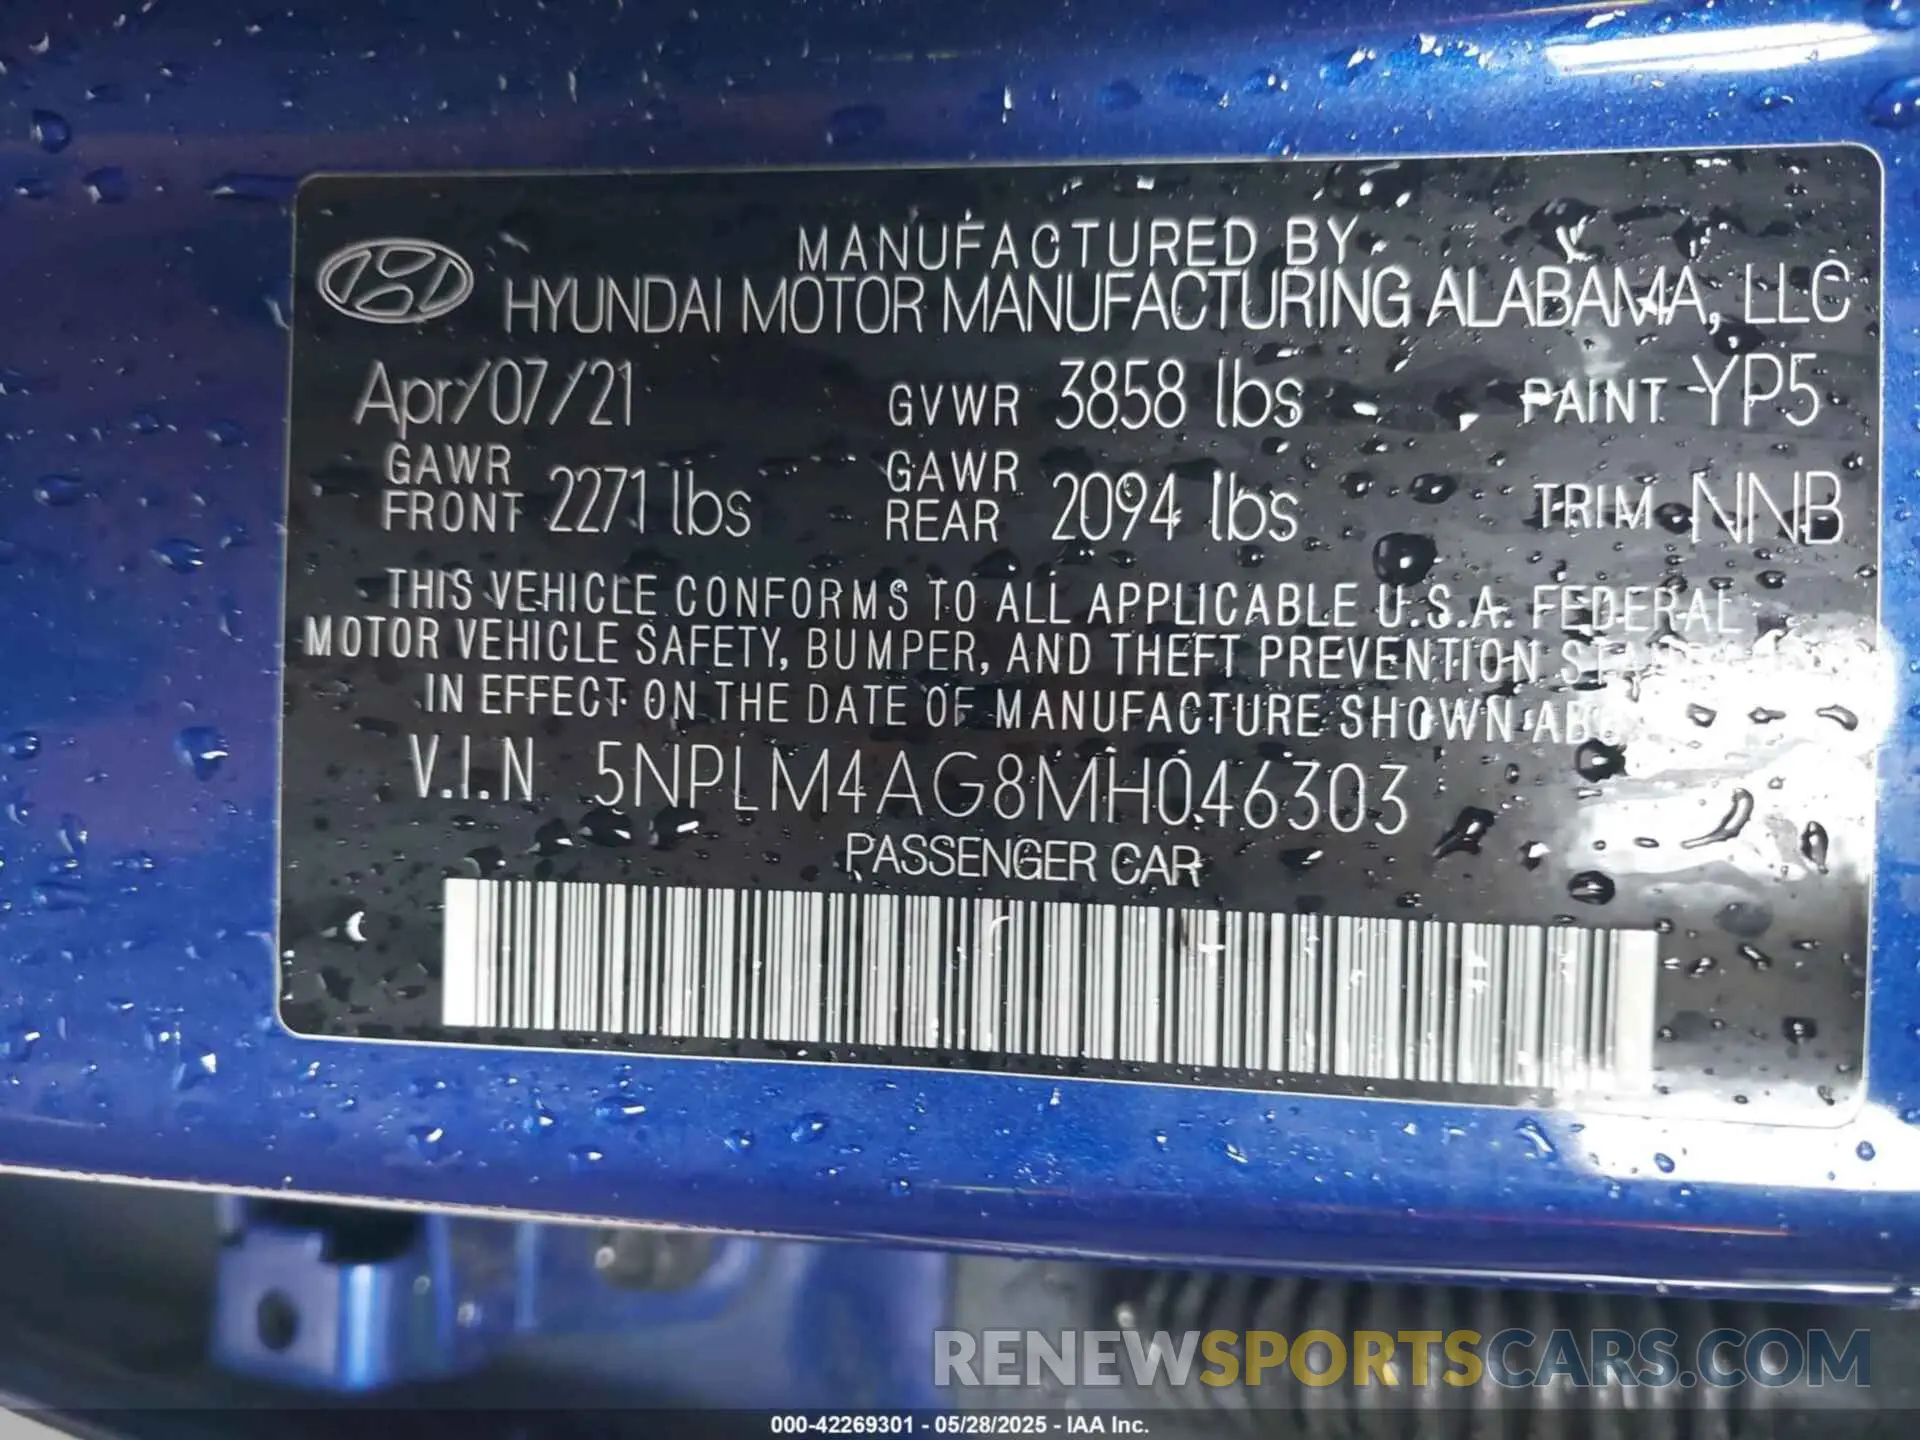 MANUFACTURED BY
HYUNDAI MOTOR MANUFACTURING ALABAMA, LLC
Apr/07/21 GVWR 3858 lbs PAINT YP5
GAWR FRONT 2271 lbs GAWR REAR 2094 lbs TRIM NNB
THIS VEHICLE CONFORMS TO ALL APPLICABLE U.S.A. FEDERAL
MOTOR VEHICLE SAFETY, BUMPER, AND THEFT PREVENTION
IN EFFECT ON THE DATE OF MANUFACTURE SHOWN
V.I.N 5NPLM4AG8MH046303
PASSENGER CAR
RENEWSPORTSCARS.COM
000-42269301 - 05/28/2025 - IAA Inc.